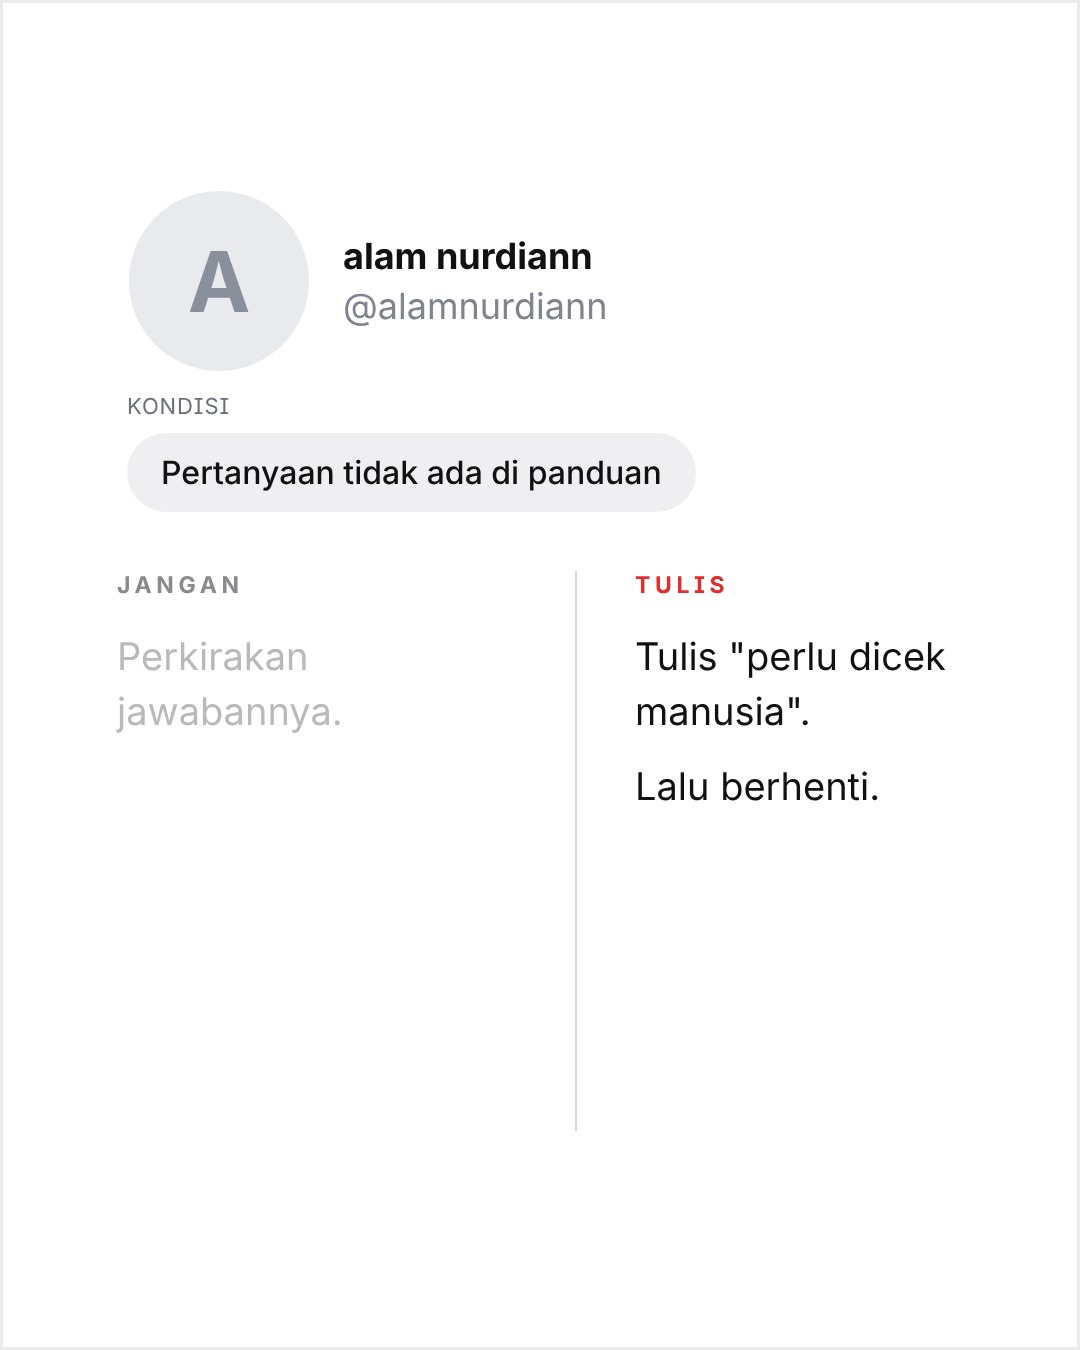 A
alam nurdiann
@alamnurdiann
KONDISI
Pertanyaan tidak ada di panduan
JANGAN
Perkirakan
jawabannya.
TULIS
Tulis "perlu dicek
manusia".
Lalu berhenti.